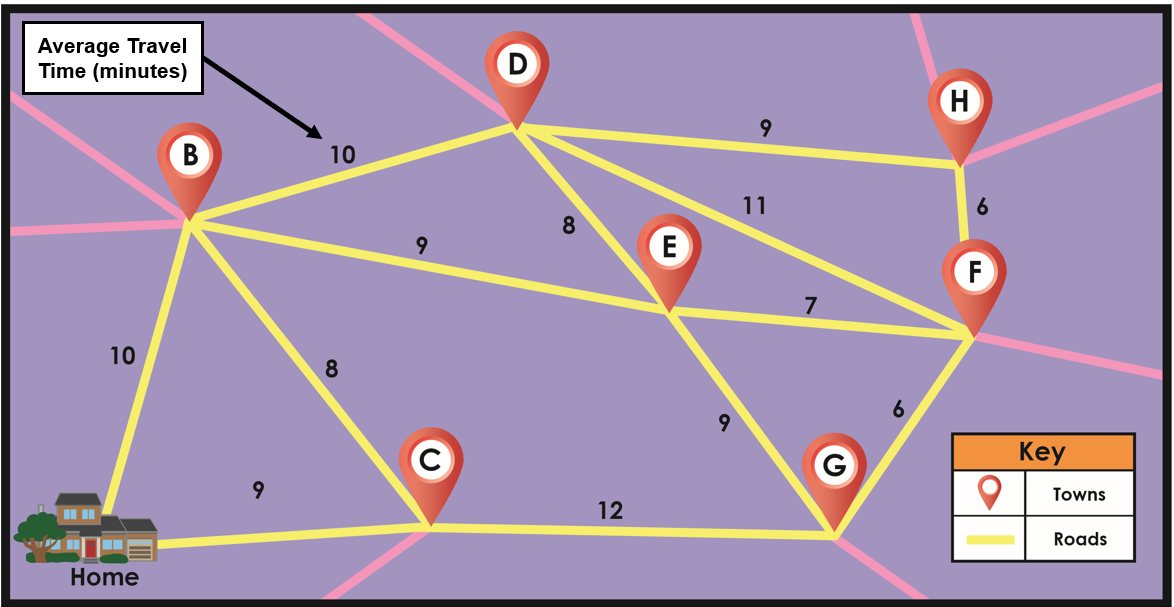 Average Travel
Time (minutes)
D
H
9
B
10
11
6
8
E
F
9
7
10
8
6
9
C
G
Key
9
12
Towns
Roads
Home